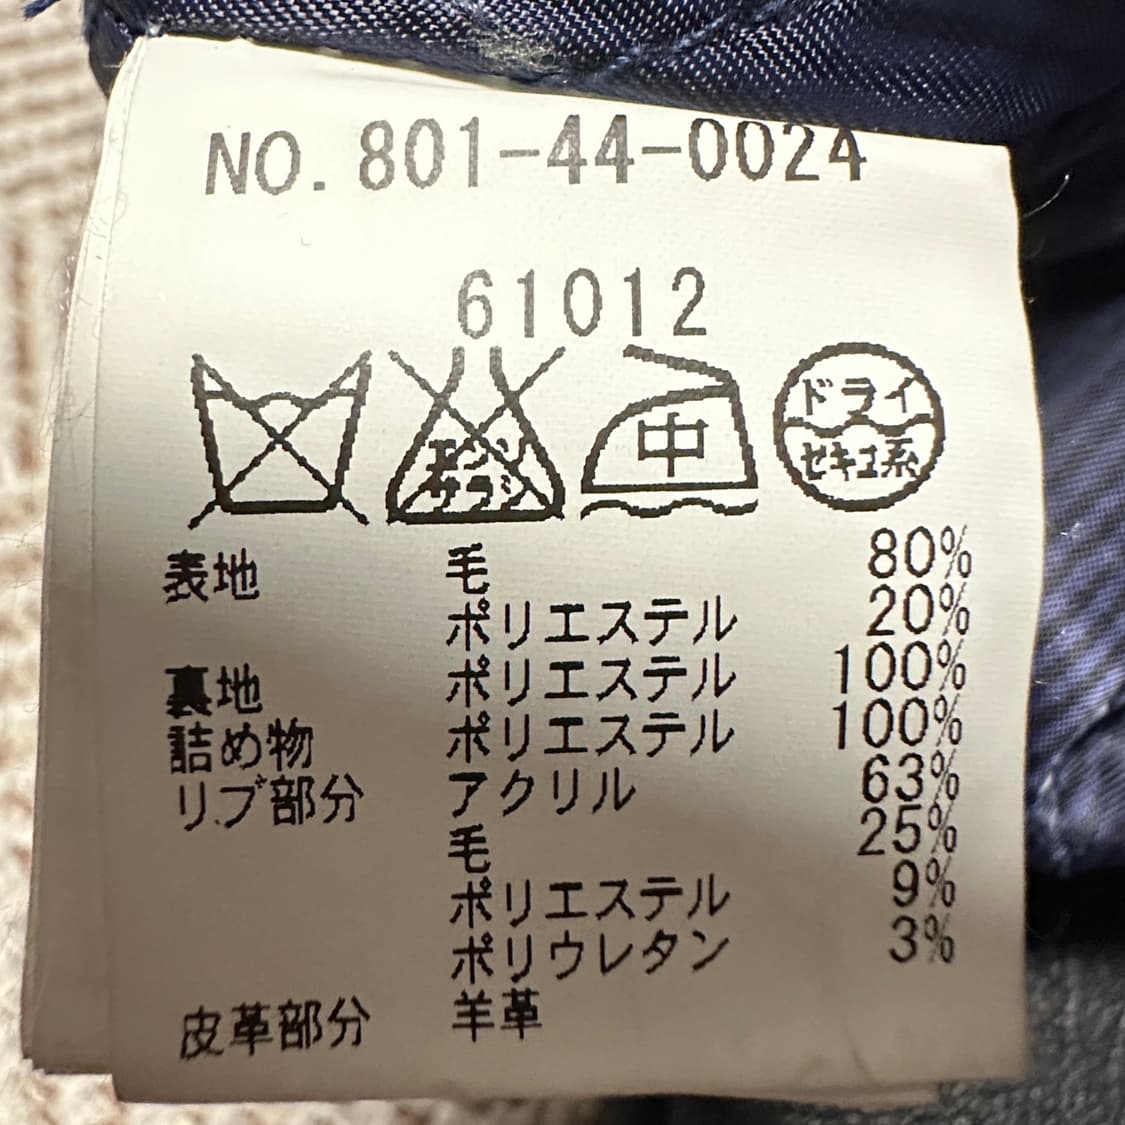 NO. 801-44-0024
61012
エンソ サラシ 中 ドライ セキユ系
表地 毛 80%
ポリエステル 20%
裏地 ポリエステル 100%
詰め物 ポリエステル 100%
リブ部分 アクリル 63%
毛 25%
ポリエステル 9%
ポリウレタン 3%
皮革部分 羊革